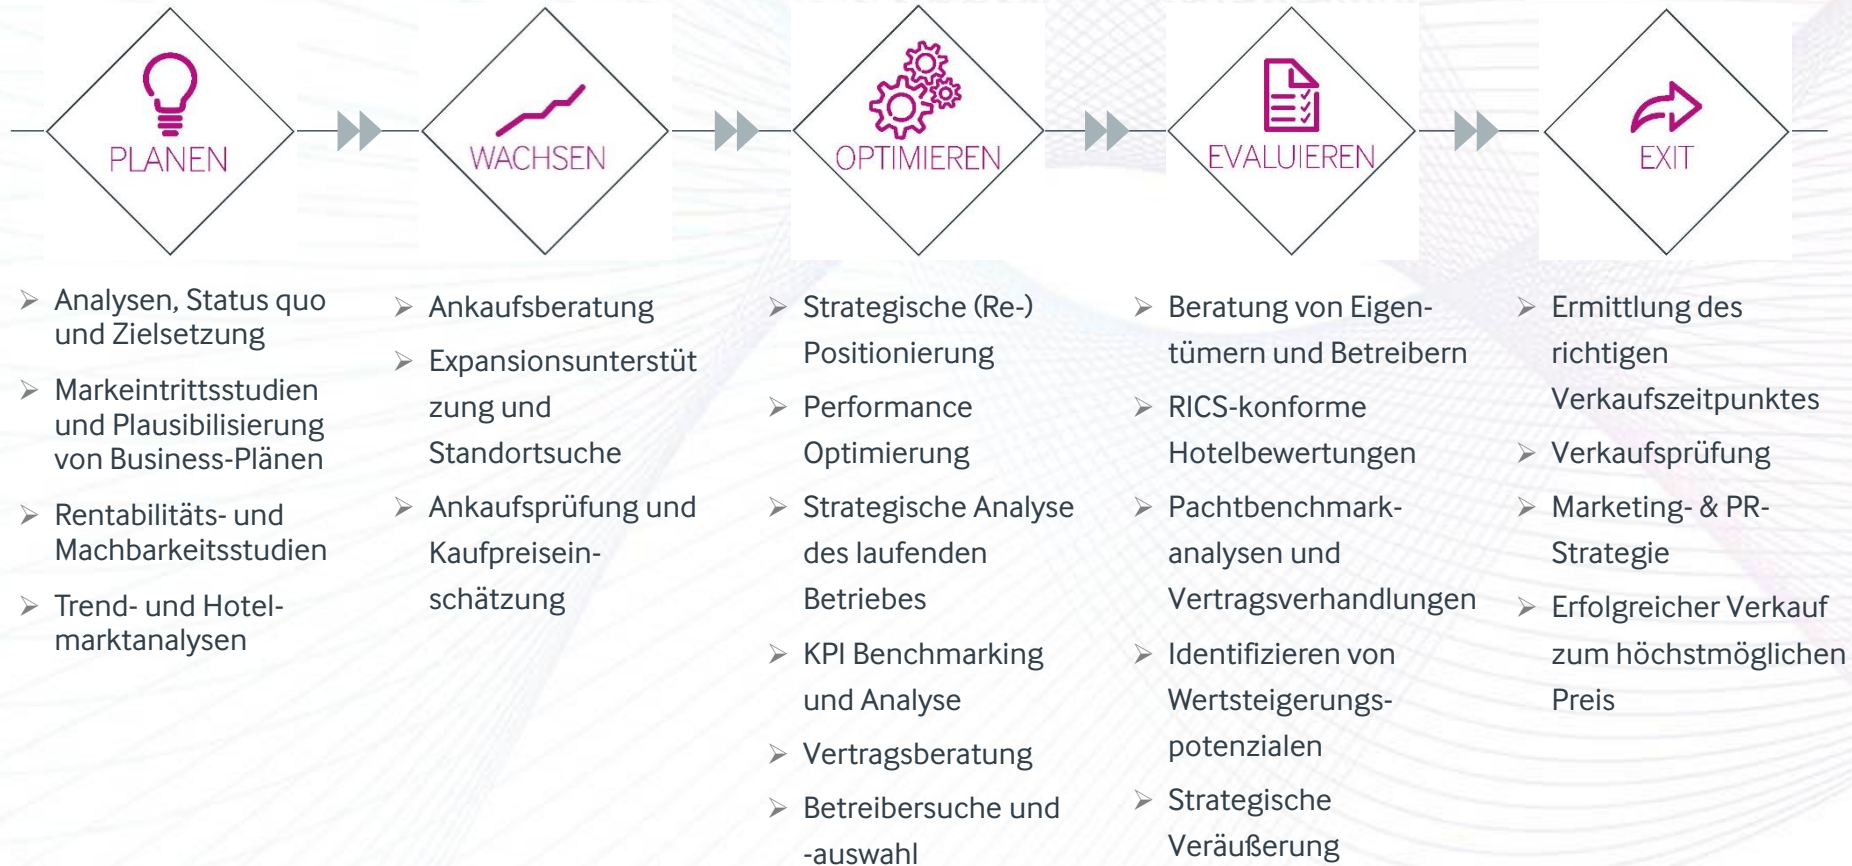 PLANEN
Analysen, Status quo
und Zielsetzung
Markeintrittsstudien
und Plausibilisierung
von Business-Plänen
Rentabilitäts- und
Machbarkeitsstudien
Trend- und Hotel-
marktanalysen
WACHSEN
Ankaufsberatung
Expansionsunterstüt
zung und
Standortsuche
Ankaufsprüfung und
Kaufpreisein-
schätzung
OPTIMIEREN
Strategische (Re-)
Positionierung
Performance
Optimierung
Strategische Analyse
des laufenden
Betriebes
KPI Benchmarking
und Analyse
Vertragsberatung
Betreibersuche und
-auswahl
EVALUIEREN
Beratung von Eigen-
tümern und Betreibern
RICS-konforme
Hotelbewertungen
Pachtbenchmark-
analysen und
Vertragsverhandlungen
Identifizieren von
Wertsteigerungs-
potenzialen
Strategische
Veräußerung
EXIT
Ermittlung des
richtigen
Verkaufszeitpunktes
Verkaufsprüfung
Marketing- & PR-
Strategie
Erfolgreicher Verkauf
zum höchstmöglichen
Preis